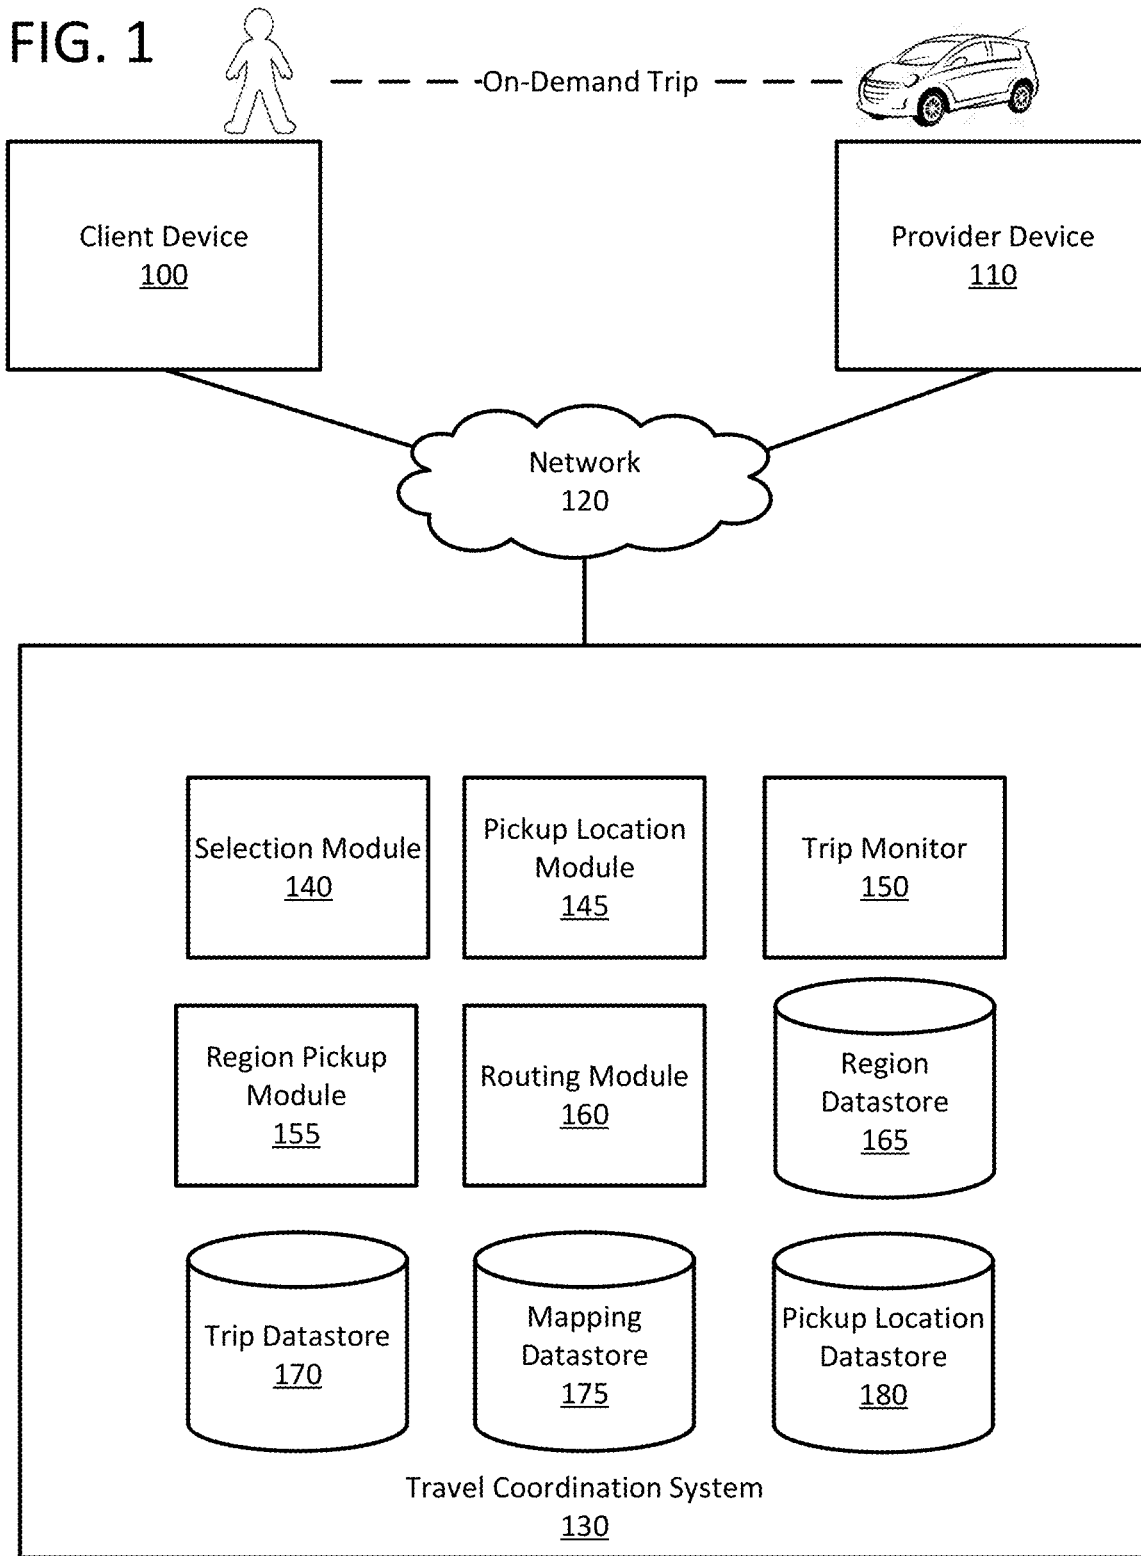 FIG. 1
On-Demand Trip
Client Device
100
Provider Device
110
Network
120
Selection Module
140
Pickup Location
Module
145
Trip Monitor
150
Region Pickup
Module
155
Routing Module
160
Region
Datastore
165
Trip Datastore
170
Mapping
Datastore
175
Pickup Location
Datastore
180
Travel Coordination System
130